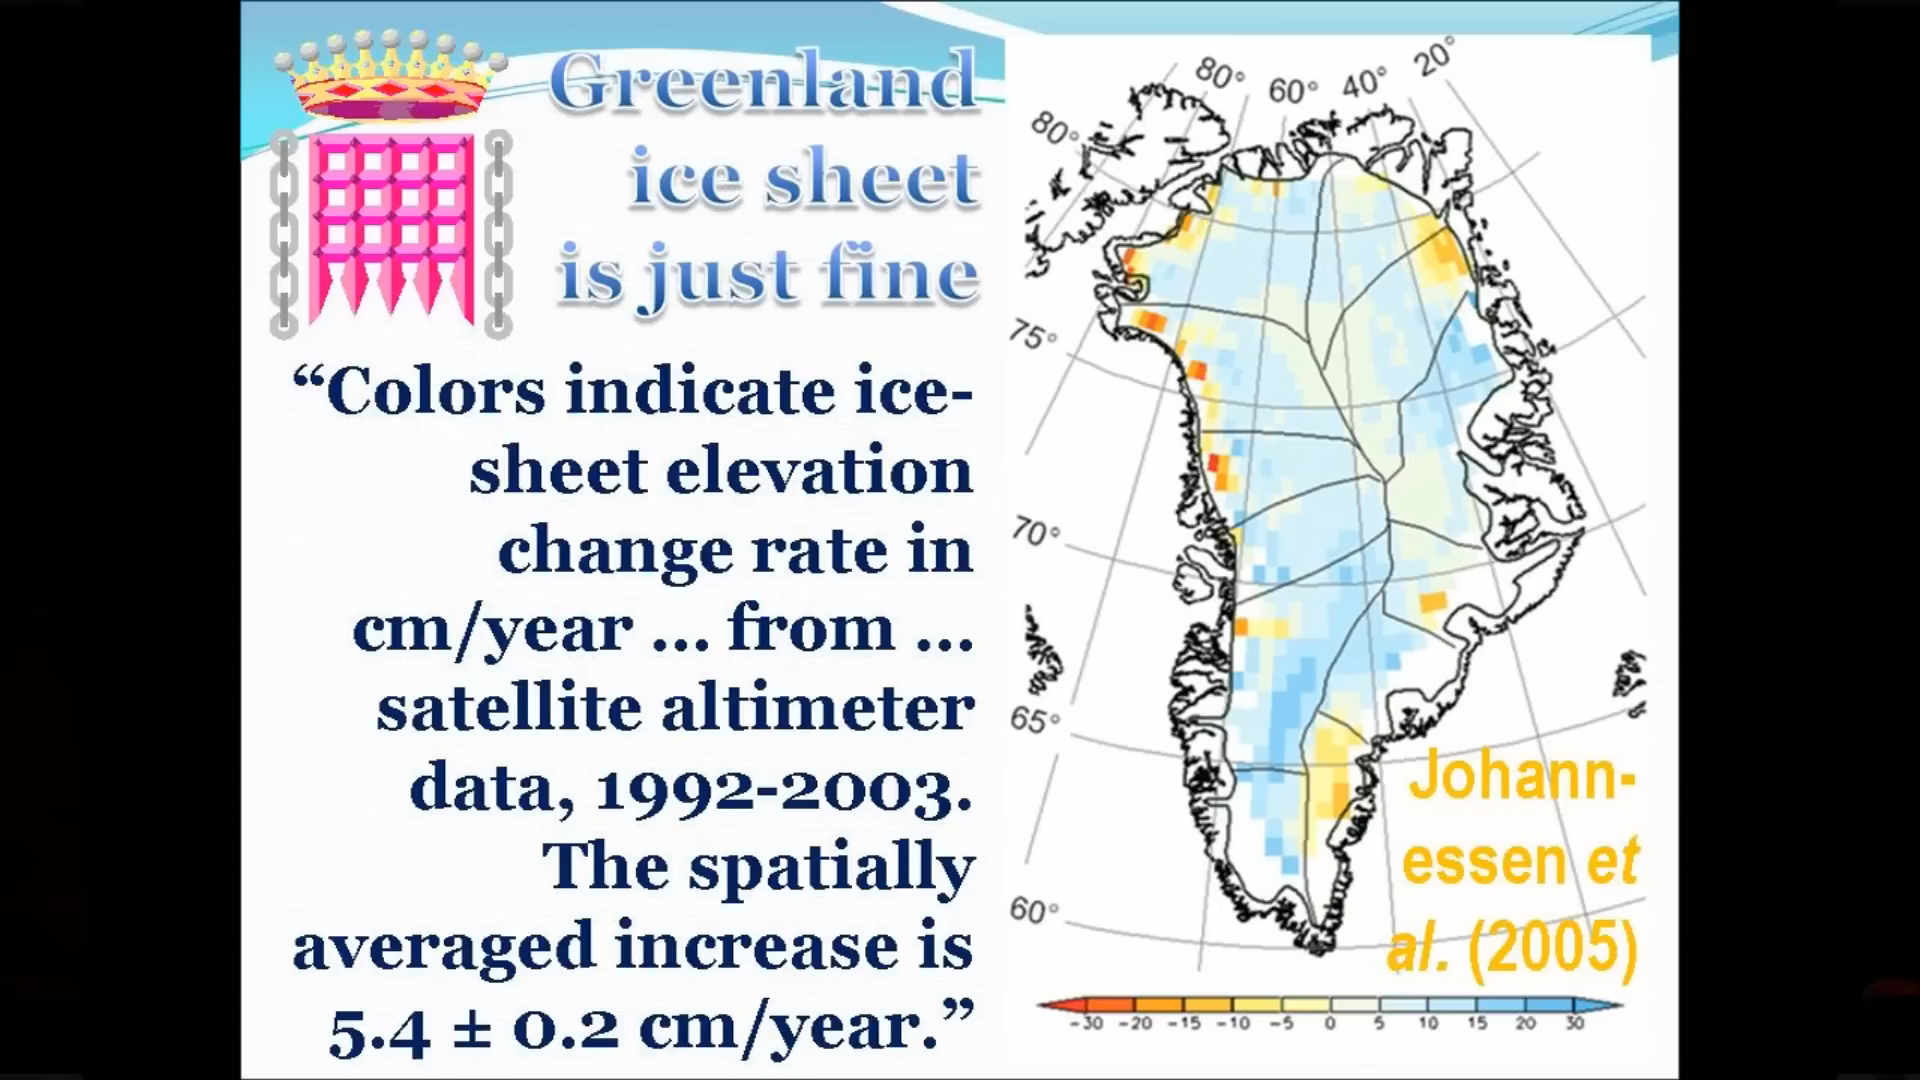 Greenland
ice sheet
is just fine
“Colors indicate ice-
sheet elevation
change rate in
cm/year ... from ...
satellite altimeter
data, 1992-2003.
The spatially
averaged increase is
5.4 ± 0.2 cm/year.”
80° 80° 60° 40° 20°
75°
70°
65°
60°
Johann-
essen et
al. (2005)
-30 -20 -15 -10 -5 0 5 10 15 20 30